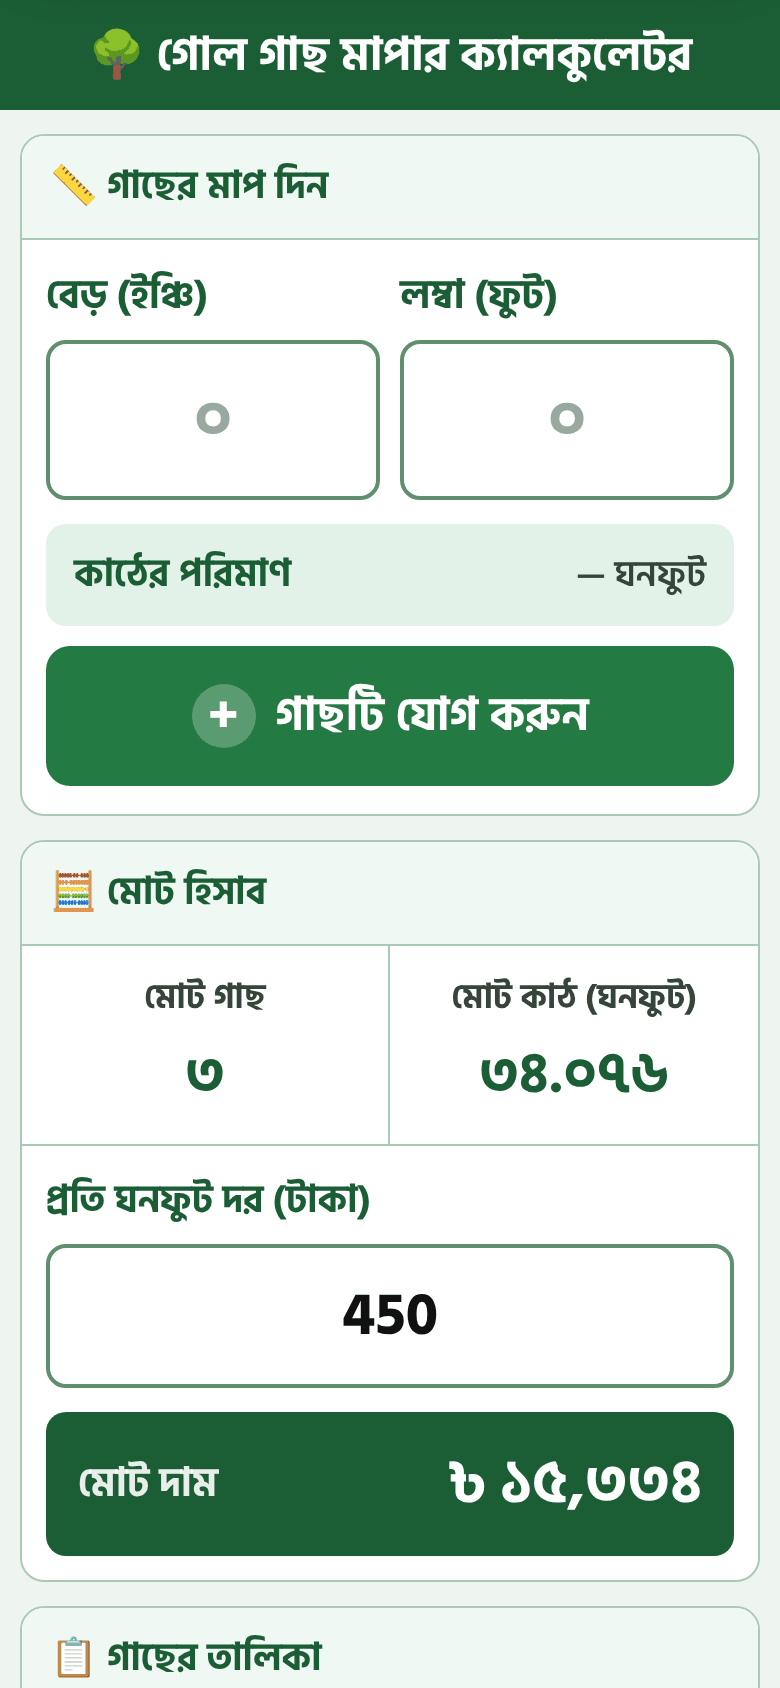 গোল গাছ মাপার ক্যালকুলেটর
গাছের মাপ দিন
বেড় (ইঞ্চি) লম্বা (ফুট)
০ ০
কাঠের পরিমাণ — ঘনফুট
+ গাছটি যোগ করুন
মোট হিসাব
মোট গাছ মোট কাঠ (ঘনফুট)
৩ ৩৪.০৭৬
প্রতি ঘনফুট দর (টাকা)
450
মোট দাম ৳ ১৫,৩৩৪
গাছের তালিকা